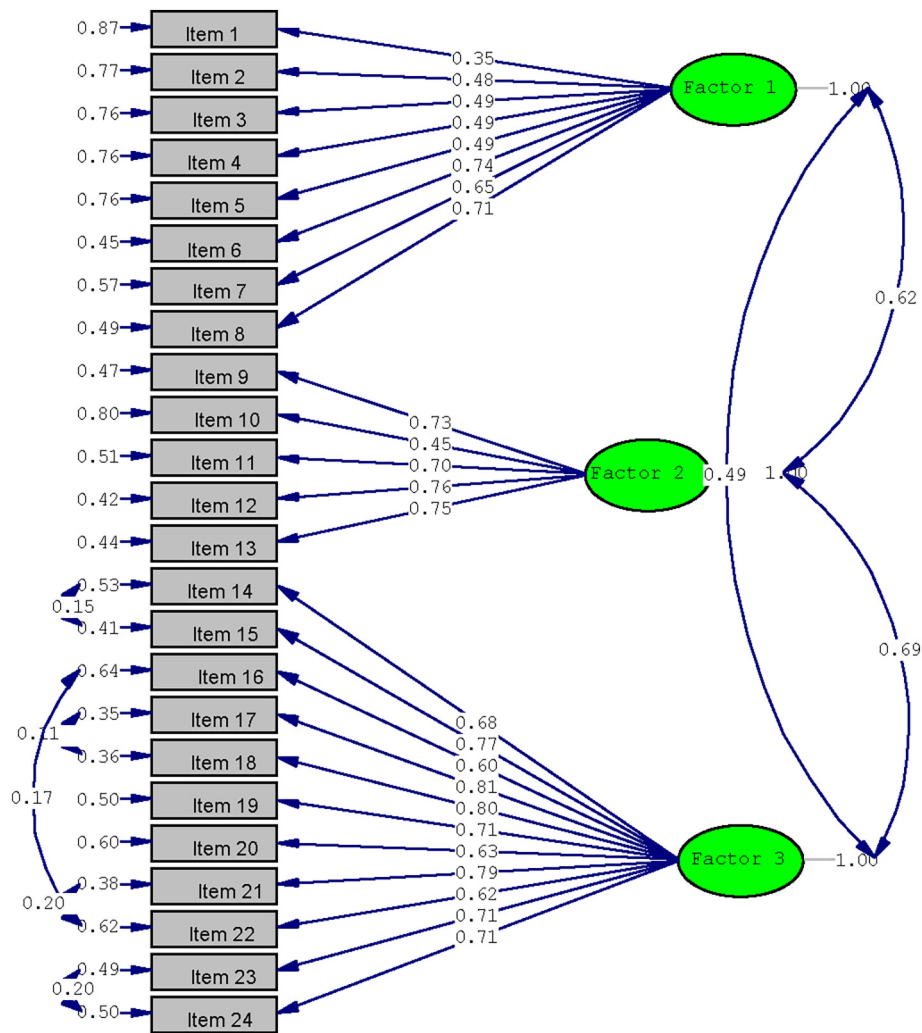 0.87 Item 1
0.77 Item 2
0.76 Item 3
0.76 Item 4
0.76 Item 5
0.45 Item 6
0.57 Item 7
0.49 Item 8
0.47 Item 9
0.80 Item 10
0.51 Item 11
0.42 Item 12
0.44 Item 13
0.53 Item 14
0.15
0.41 Item 15
0.64 Item 16
0.35 Item 17
0.11
0.36 Item 18
0.17
0.50 Item 19
0.60 Item 20
0.38 Item 21
0.20
0.62 Item 22
0.49 Item 23
0.20
0.50 Item 24
0.35
0.48
0.49
0.49
0.49
0.74
0.65
0.71
0.73
0.45
0.70
0.76
0.75
0.68
0.77
0.60
0.81
0.80
0.71
0.63
0.79
0.62
0.71
0.71
Factor 1 1.00
Factor 2 1.00
Factor 3 1.00
0.62
0.49
0.69